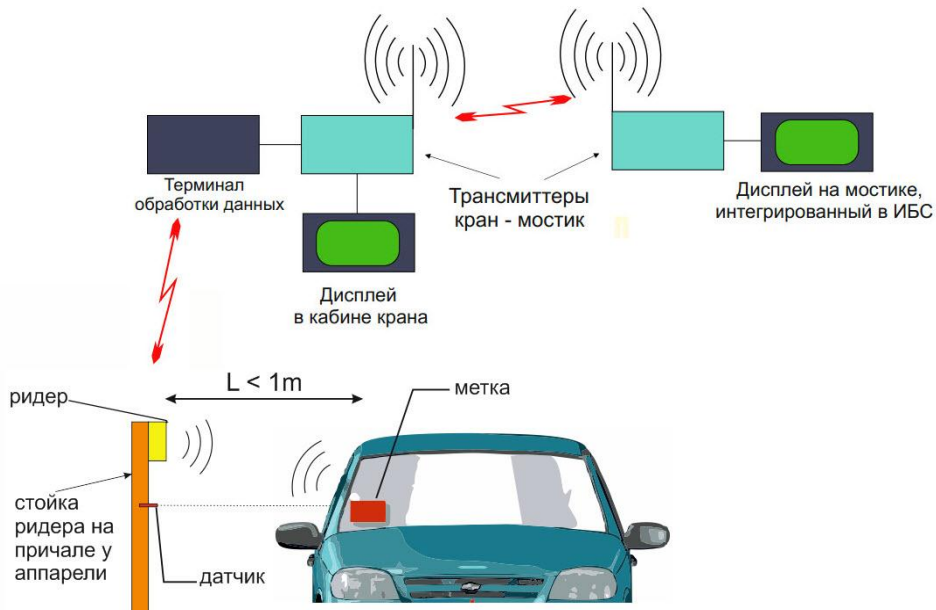 Терминал
обработки данных
Трансмиттеры
кран - мостик
Дисплей на мостике,
интегрированный в ИБС
Дисплей
в кабине крана
L < 1m
ридер
метка
стойка
ридера на
причале у
аппарели
датчик